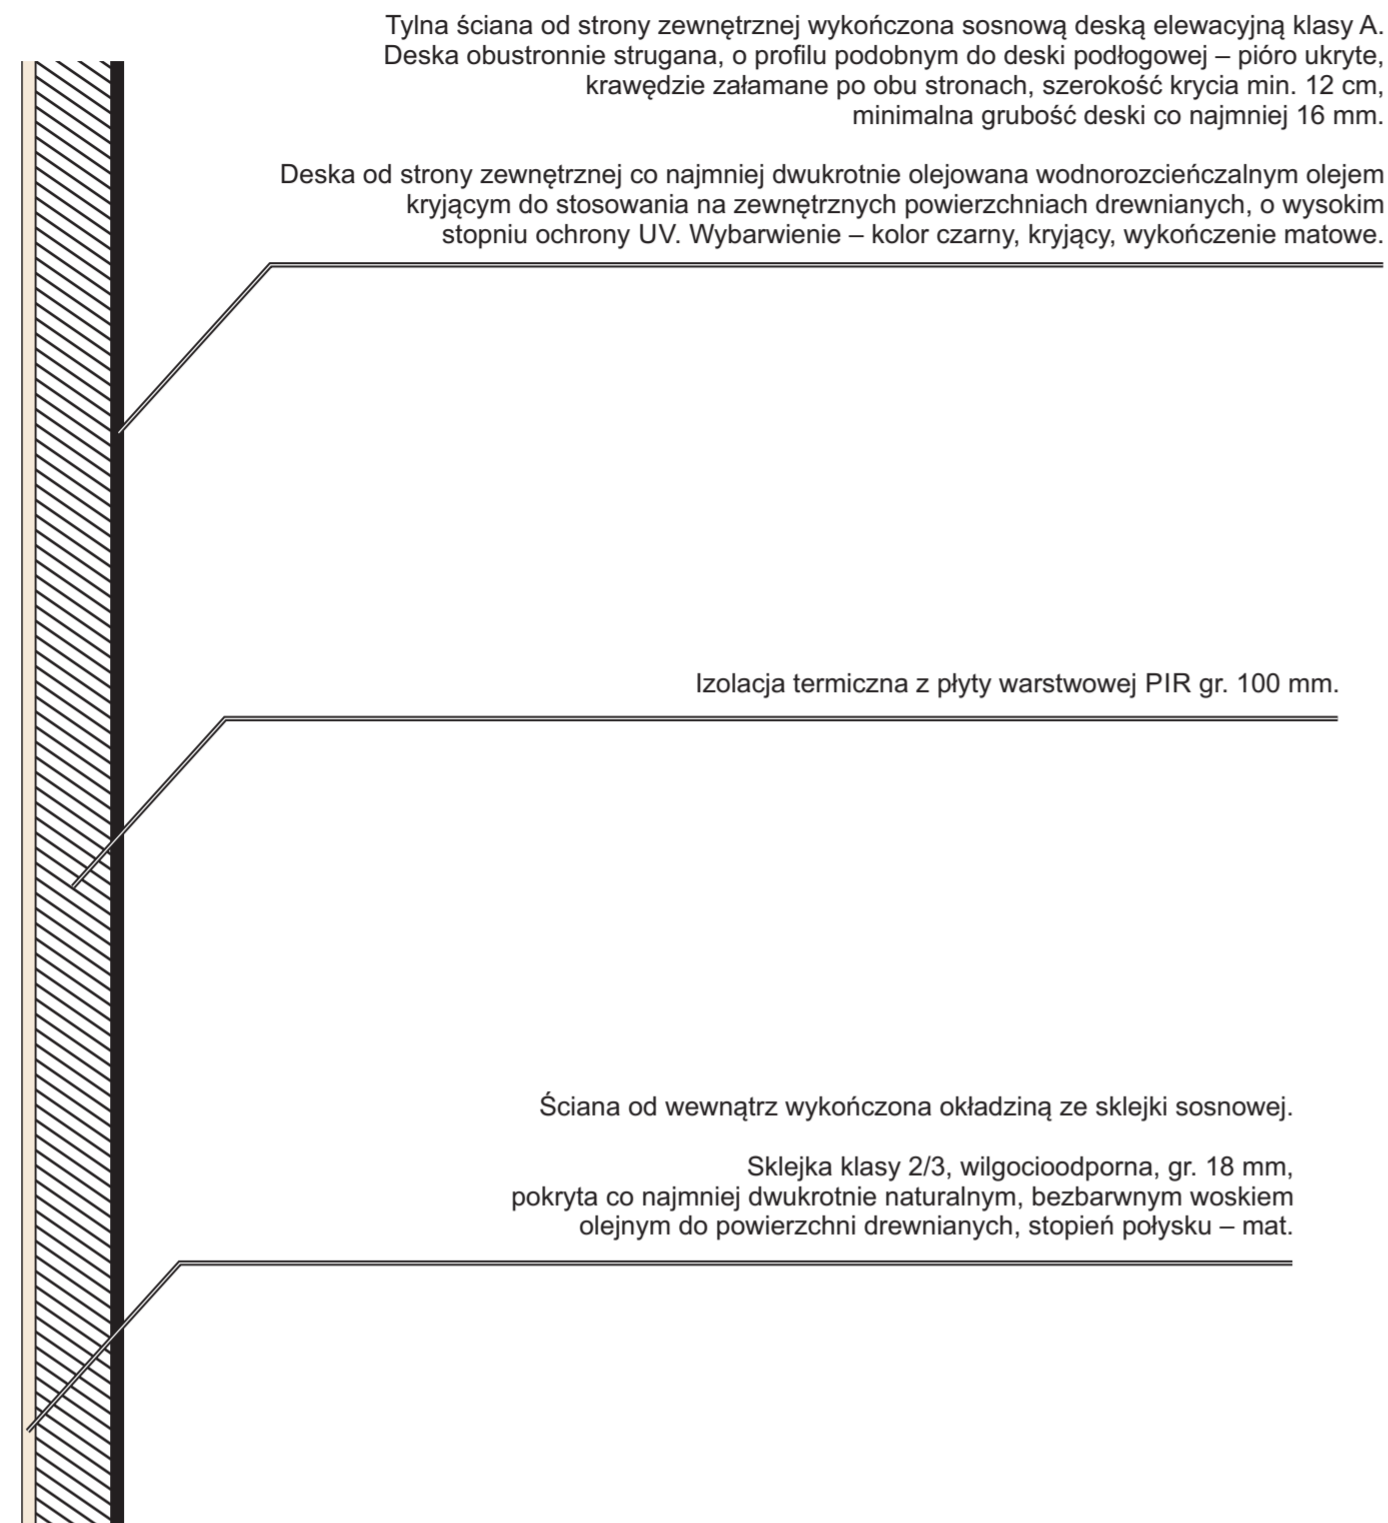 Tylna ściana od strony zewnętrznej wykończona sosnową deską elewacyjną klasy A.
Deska obustronnie strugana, o profilu podobnym do deski podłogowej – pióro ukryte,
krawędzie załamane po obu stronach, szerokość krycia min. 12 cm,
minimalna grubość deski co najmniej 16 mm.
Deska od strony zewnętrznej co najmniej dwukrotnie olejowana wodnorozcieńczalnym olejem
kryjącym do stosowania na zewnętrznych powierzchniach drewnianych, o wysokim
stopniu ochrony UV. Wybarwienie – kolor czarny, kryjący, wykończenie matowe.
Izolacja termiczna z płyty warstwowej PIR gr. 100 mm.
Ściana od wewnątrz wykończona okładziną ze sklejki sosnowej.
Sklejka klasy 2/3, wilgocioodporna, gr. 18 mm,
pokryta co najmniej dwukrotnie naturalnym, bezbarwnym woskiem
olejnym do powierzchni drewnianych, stopień połysku – mat.